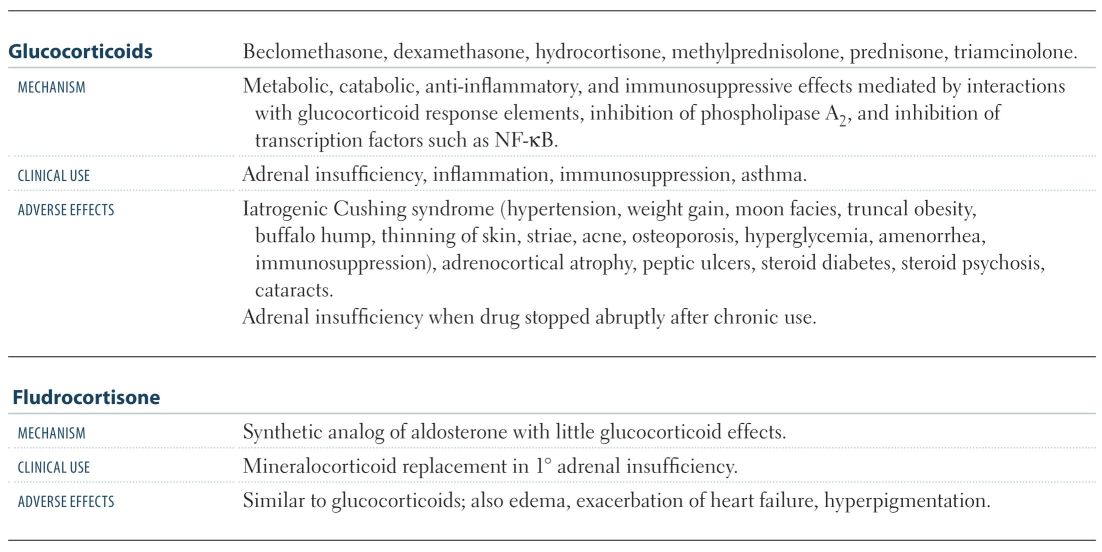 Glucocorticoids Beclomethasone, dexamethasone, hydrocortisone, methylprednisolone, prednisone, triamcinolone.
MECHANISM Metabolic, catabolic, anti-inflammatory, and immunosuppressive effects mediated by interactions
with glucocorticoid response elements, inhibition of phospholipase A₂, and inhibition of
transcription factors such as NF-κB.
CLINICAL USE Adrenal insufficiency, inflammation, immunosuppression, asthma.
ADVERSE EFFECTS Iatrogenic Cushing syndrome (hypertension, weight gain, moon facies, truncal obesity,
buffalo hump, thinning of skin, striae, acne, osteoporosis, hyperglycemia, amenorrhea,
immunosuppression), adrenocortical atrophy, peptic ulcers, steroid diabetes, steroid psychosis,
cataracts.
Adrenal insufficiency when drug stopped abruptly after chronic use.
Fludrocortisone
MECHANISM Synthetic analog of aldosterone with little glucocorticoid effects.
CLINICAL USE Mineralocorticoid replacement in 1° adrenal insufficiency.
ADVERSE EFFECTS Similar to glucocorticoids; also edema, exacerbation of heart failure, hyperpigmentation.